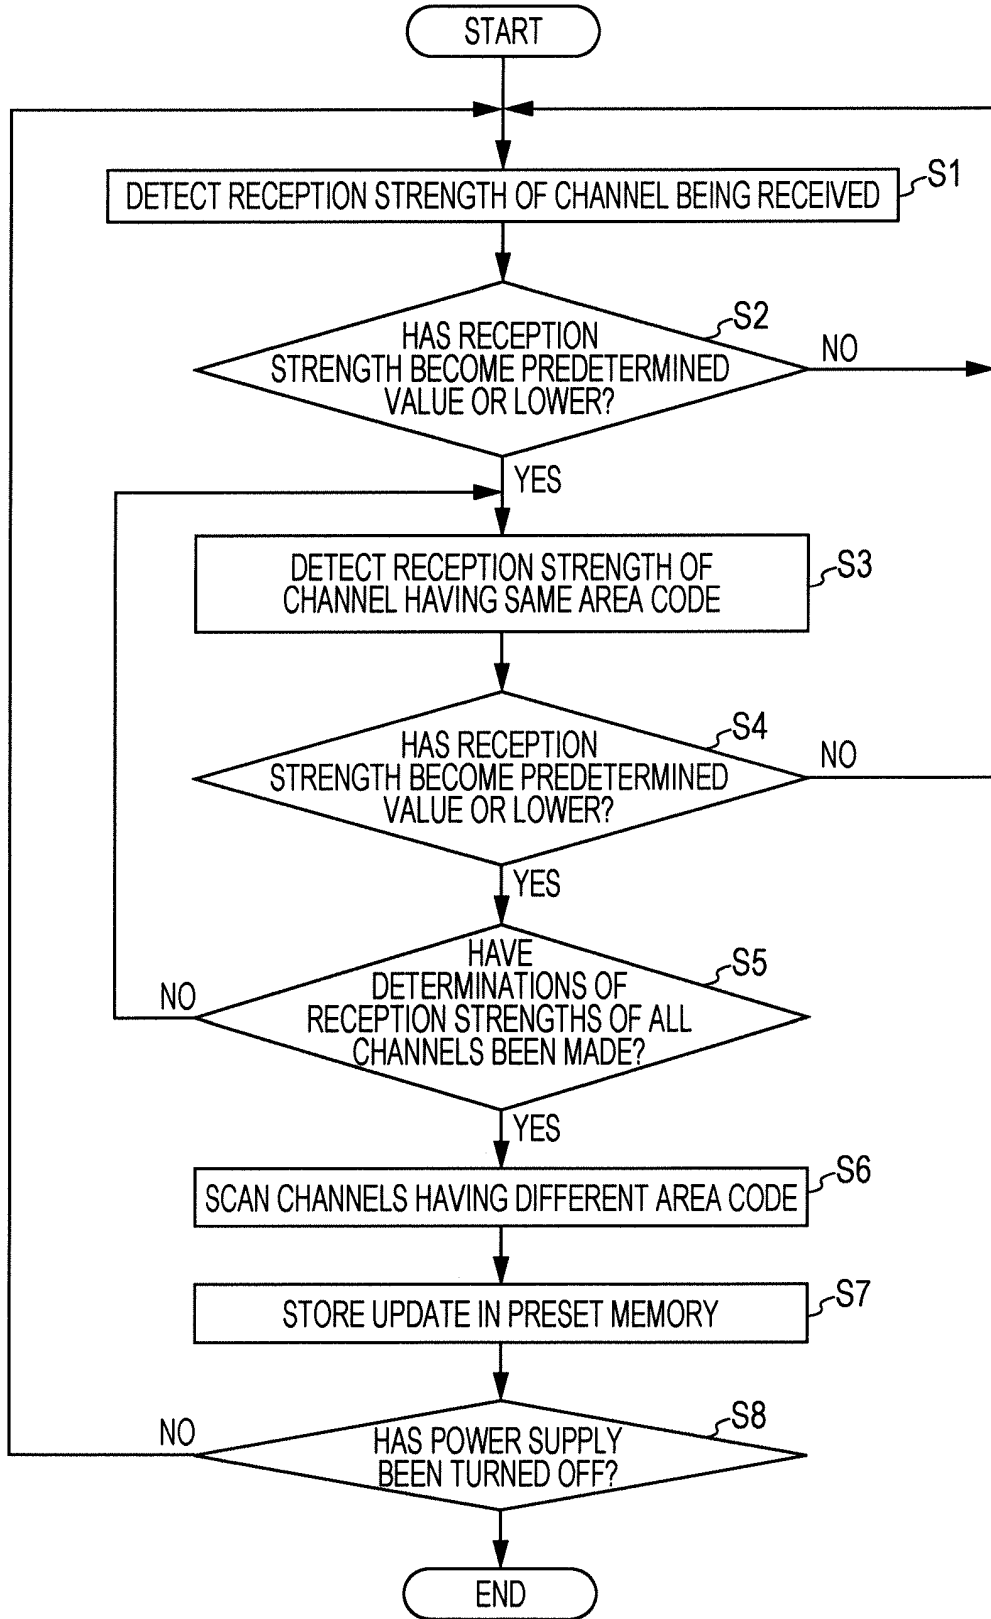 START
DETECT RECEPTION STRENGTH OF CHANNEL BEING RECEIVED
S1
HAS RECEPTION
STRENGTH BECOME PREDETERMINED
VALUE OR LOWER?
S2
NO
YES
DETECT RECEPTION STRENGTH OF
CHANNEL HAVING SAME AREA CODE
S3
HAS RECEPTION
STRENGTH BECOME PREDETERMINED
VALUE OR LOWER?
S4
NO
YES
HAVE
DETERMINATIONS OF
RECEPTION STRENGTHS OF ALL
CHANNELS BEEN MADE?
S5
NO
YES
SCAN CHANNELS HAVING DIFFERENT AREA CODE
S6
STORE UPDATE IN PRESET MEMORY
S7
HAS POWER SUPPLY
BEEN TURNED OFF?
S8
NO
END